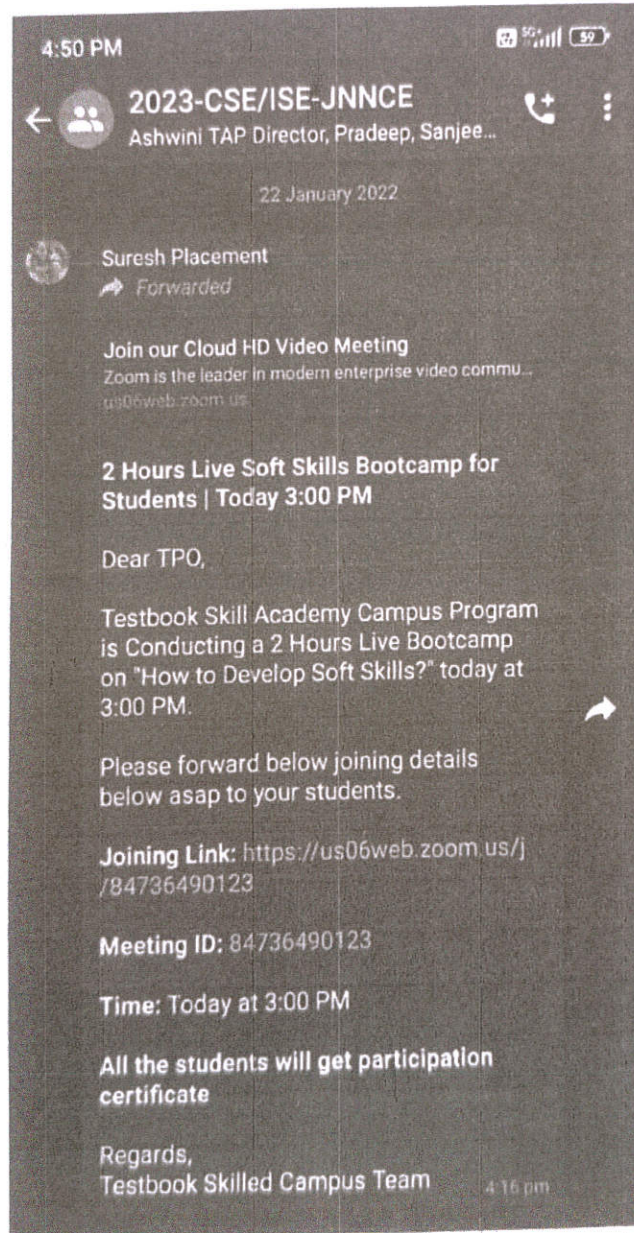 4:50 PM
5G+ 59
2023-CSE/ISE-JNNCE
Ashwini TAP Director, Pradeep, Sanjee...
22 January 2022
Suresh Placement
Forwarded
Join our Cloud HD Video Meeting
Zoom is the leader in modern enterprise video commu...
us06web.zoom.us
2 Hours Live Soft Skills Bootcamp for
Students | Today 3:00 PM
Dear TPO,
Testbook Skill Academy Campus Program
is Conducting a 2 Hours Live Bootcamp
on "How to Develop Soft Skills?" today at
3:00 PM.
Please forward below joining details
below asap to your students.
Joining Link: https://us06web.zoom.us/j
/84736490123
Meeting ID: 84736490123
Time: Today at 3:00 PM
All the students will get participation
certificate
Regards,
Testbook Skilled Campus Team
4:16 pm